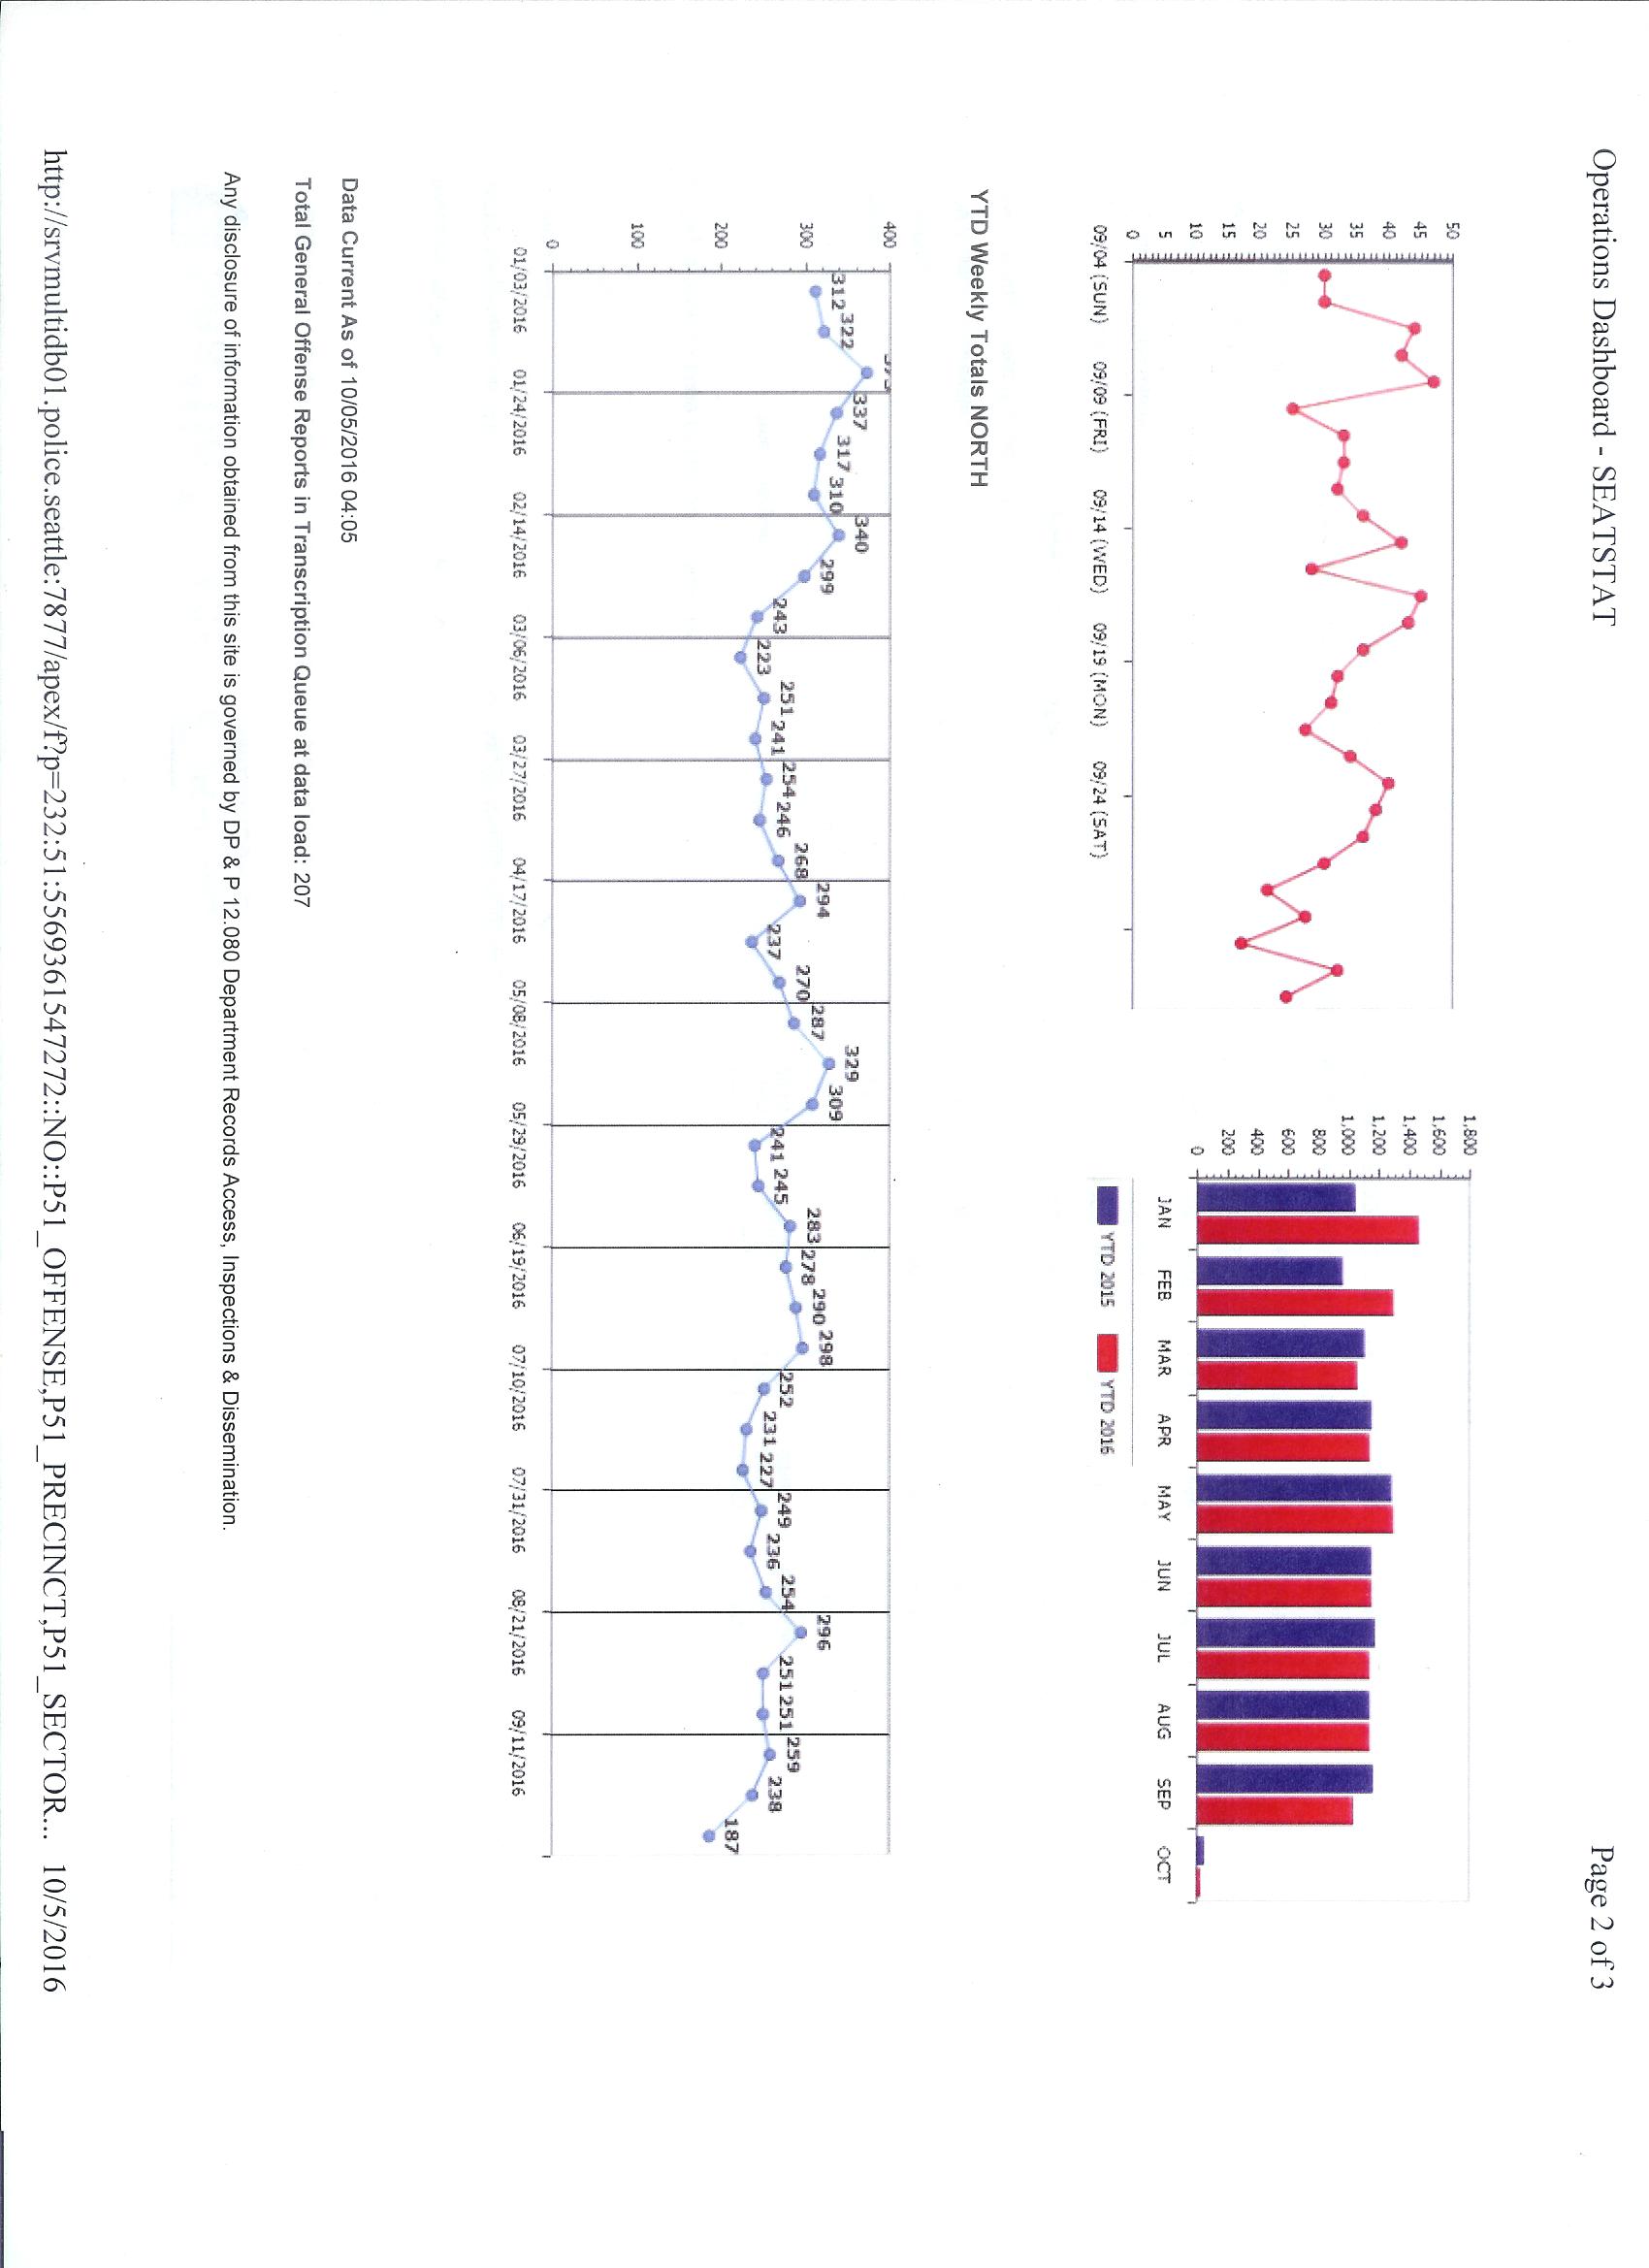 Operations Dashboard - SEATSTAT
Page 2 of 3
50
45
40
35
30
25
20
15
10
5
0
09/04 (SUN)
09/09 (FRI)
09/14 (WED)
09/19 (MON)
09/24 (SAT)
1,800
1,600
1,400
1,200
1,000
800
600
400
200
0
JAN FEB MAR APR MAY JUN JUL AUG SEP OCT
YTD 2015 YTD 2016
YTD Weekly Totals NORTH
400
300
200
100
0
312 322 337 317 310 340 299 243 223 251 241 254 246 268 294 237 270 287 329 309 241 245 283 278 290 298 252 231 227 249 236 254 296 251 251 259 238 187
01/03/2016 01/24/2016 02/14/2016 03/06/2016 03/27/2016 04/17/2016 05/08/2016 05/29/2016 06/19/2016 07/10/2016 07/31/2016 08/21/2016 09/11/2016
Data Current As of 10/05/2016 04:05
Total General Offense Reports in Transcription Queue at data load: 207
Any disclosure of information obtained from this site is governed by DP & P 12.080 Department Records Access, Inspections & Dissemination.
http://srvmultidb01.police.seattle:7877/apex/f?p=232:51:5569361547272::NO::P51_OFFENSE,P51_PRECINCT,P51_SECTOR... 10/5/2016